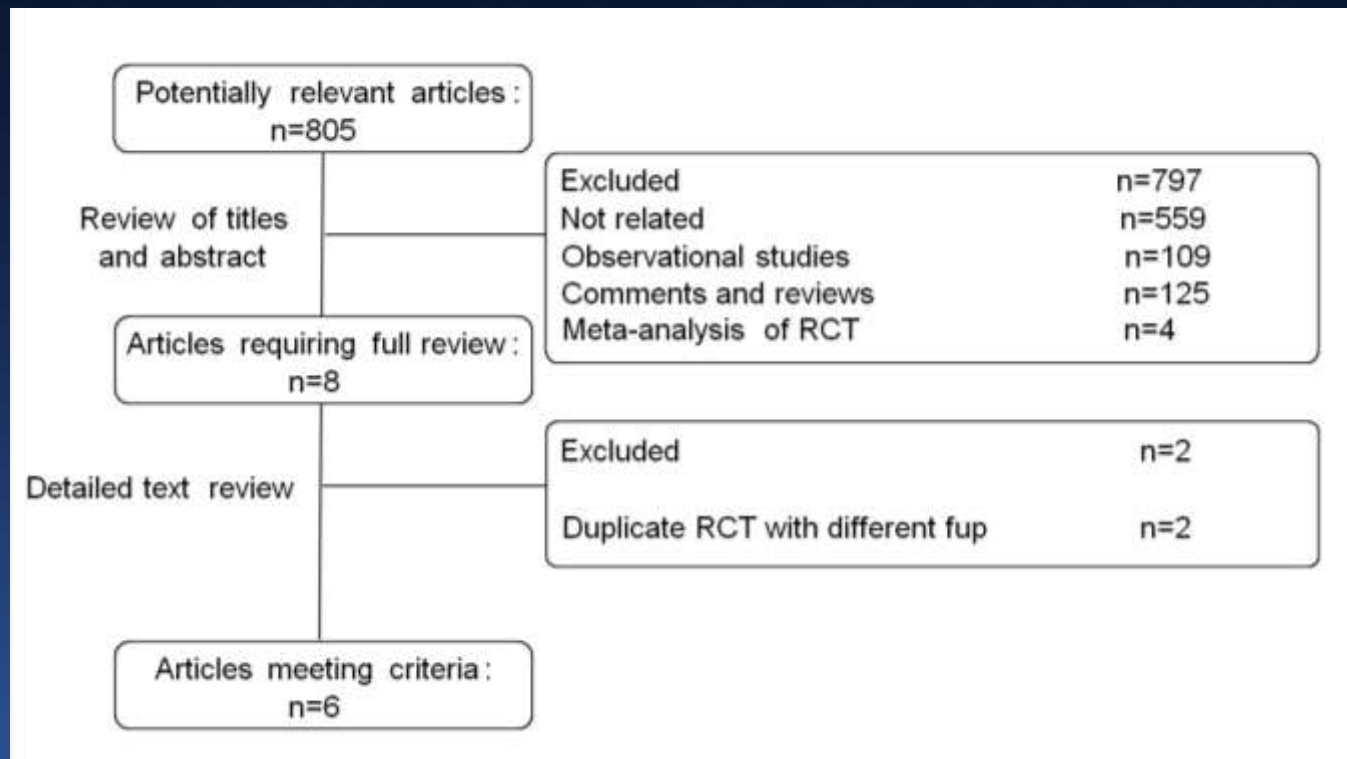 Potentially relevant articles :
n=805
Review of titles
and abstract
Excluded n=797
Not related n=559
Observational studies n=109
Comments and reviews n=125
Meta-analysis of RCT n=4
Articles requiring full review :
n=8
Detailed text review
Excluded n=2
Duplicate RCT with different fup n=2
Articles meeting criteria :
n=6